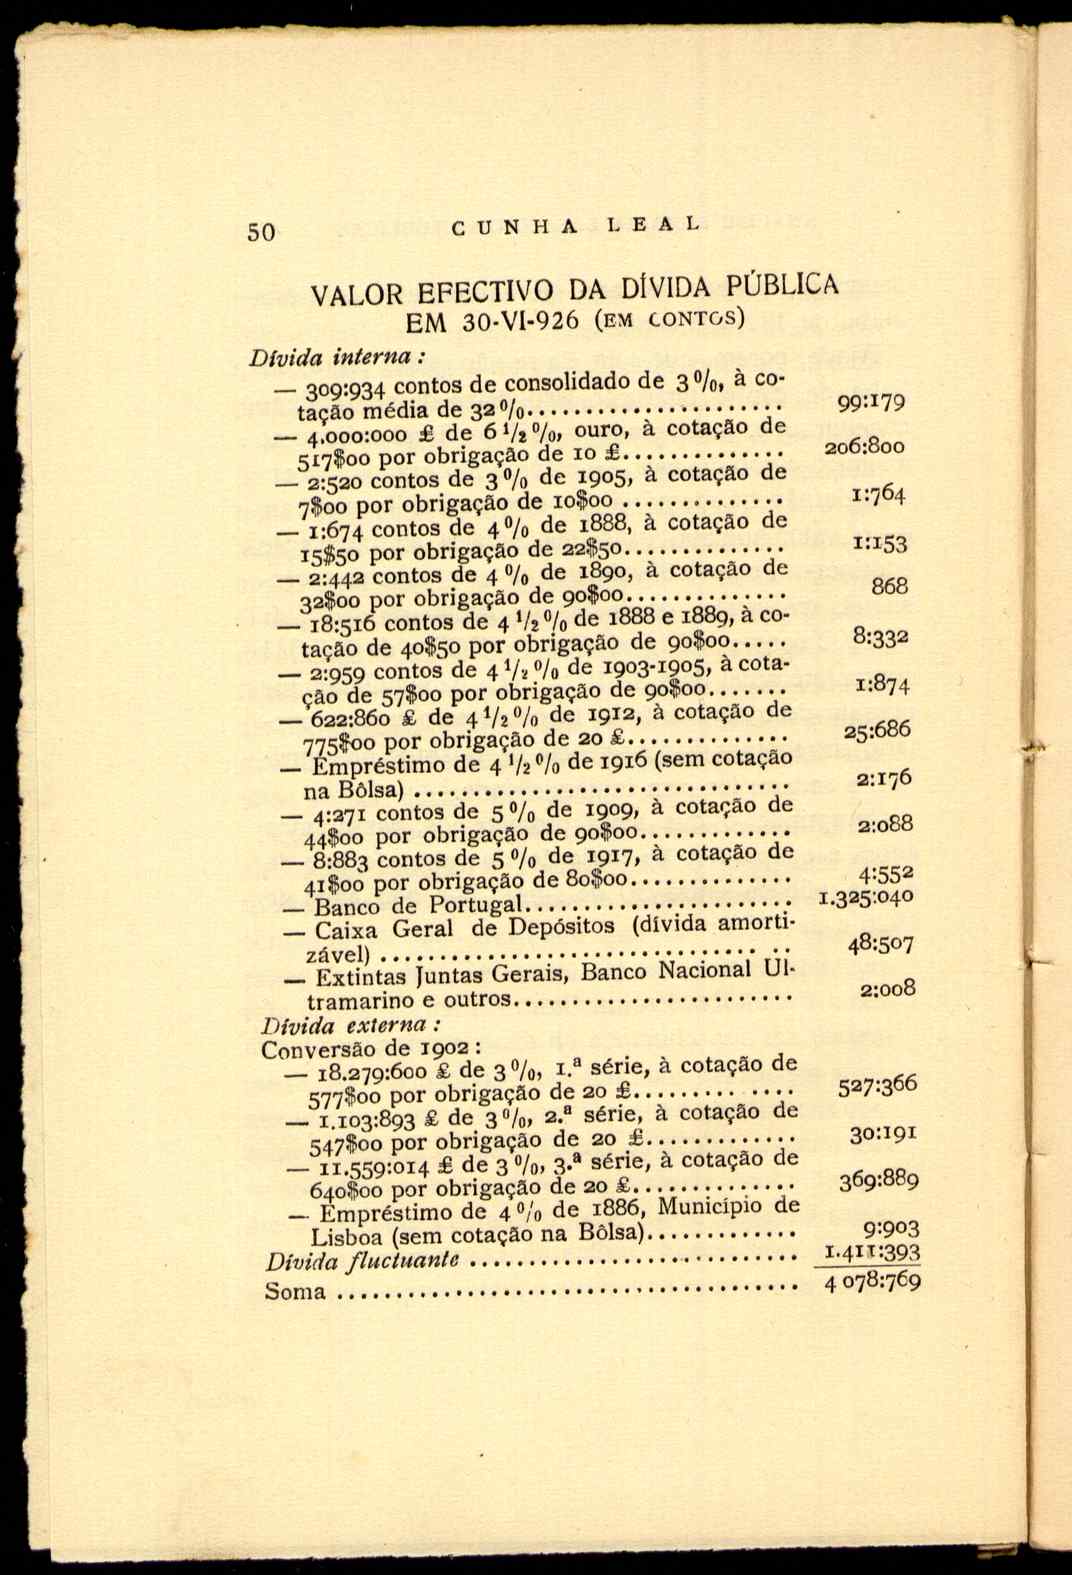 50 CUNHA LEAL
VALOR EFECTIVO DA DÍVIDA PÚBLICA
EM 30-VI-926 (EM CONTOS)
Dívida interna :
— 309:934 contos de consolidado de 3 %, à co-
tação média de 32 %...................... 99:179
— 4.000:000 £ de 6 1/2 %, ouro, à cotação de
517$00 por obrigação de 10 £.............. 206:800
— 2:520 contos de 3 % de 1905, à cotação de
7$00 por obrigação de 10$00 .............. 1:764
— 1:674 contos de 4 % de 1888, à cotação de
15$50 por obrigação de 22$50.............. 1:153
— 2:442 contos de 4 % de 1890, à cotação de
32$00 por obrigação de 90$00.............. 868
— 18:516 contos de 4 1/2 % de 1888 e 1889, à co-
tação de 40$50 por obrigação de 90$00..... 8:332
— 2:959 contos de 4 1/2 % de 1903-1905, à cota-
ção de 57$00 por obrigação de 90$00....... 1:874
— 622:860 £ de 4 1/2 % de 1912, à cotação de
775$00 por obrigação de 20 £.............. 25:686
— Empréstimo de 4 1/2 % de 1916 (sem cotação
na Bôlsa) ................................ 2:176
— 4:271 contos de 5 % de 1909, à cotação de
44$00 por obrigação de 90$00............. 2:088
— 8:883 contos de 5 % de 1917, à cotação de
41$00 por obrigação de 80$00.............. 4:552
— Banco de Portugal....................... 1.325:040
— Caixa Geral de Depósitos (dívida amorti-
zável) ................................... 48:507
— Extintas Juntas Gerais, Banco Nacional Ul-
tramarino e outros........................ 2:008
Dívida externa :
Conversão de 1902 :
— 18.279:600 £ de 3 %, 1.ª série, à cotação de
577$00 por obrigação de 20 £......... .... 527:366
— 1.103:893 £ de 3 %, 2.ª série, à cotação de
547$00 por obrigação de 20 £............. 30:191
— 11.559:014 £ de 3 %, 3.ª série, à cotação de
640$00 por obrigação de 20 £.............. 369:889
— Empréstimo de 4 % de 1886, Município de
Lisboa (sem cotação na Bôlsa)............. 9:903
Dívida fluctuante ............................ 1.411:393
Soma ....................................... 4 078:769